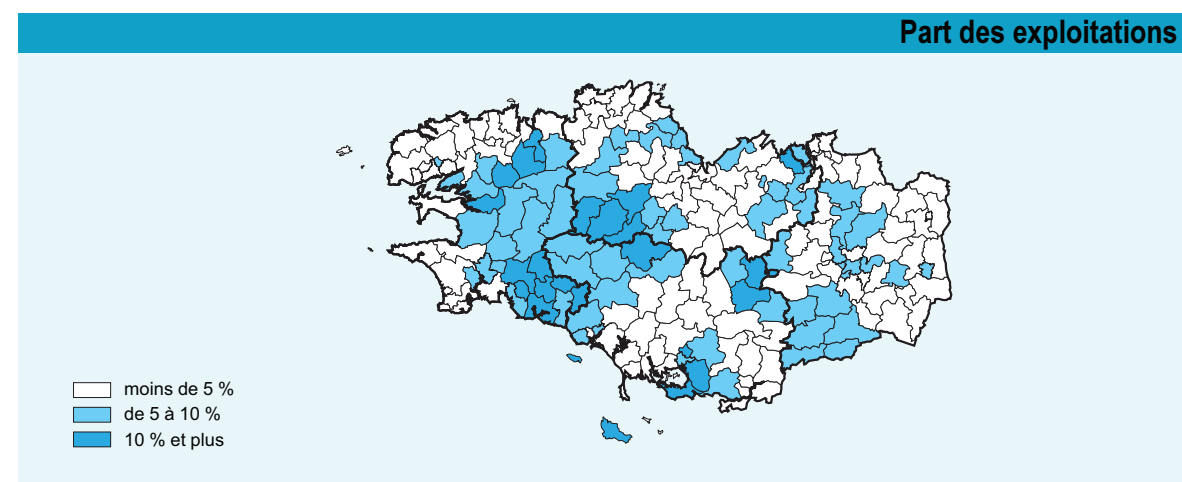 Part des exploitations
moins de 5 %
de 5 à 10 %
10 % et plus